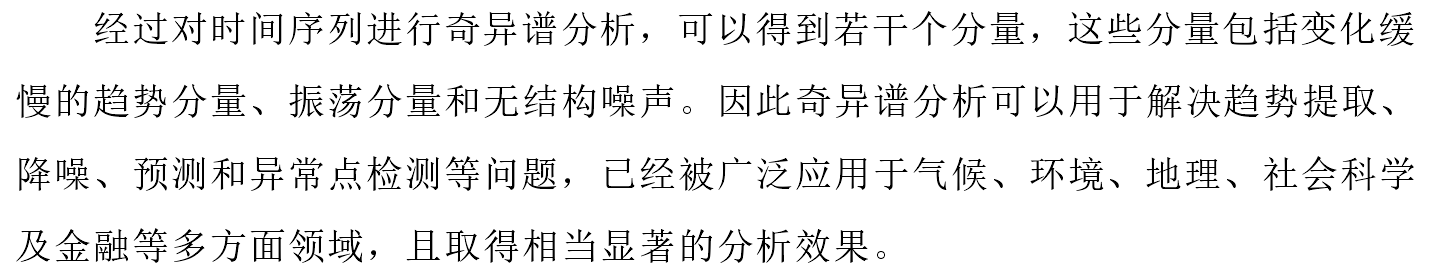 经过对时间序列进行奇异谱分析，可以得到若干个分量，这些分量包括变化缓
慢的趋势分量、振荡分量和无结构噪声。因此奇异谱分析可以用于解决趋势提取、
降噪、预测和异常点检测等问题，已经被广泛应用于气候、环境、地理、社会科学
及金融等多方面领域，且取得相当显著的分析效果。